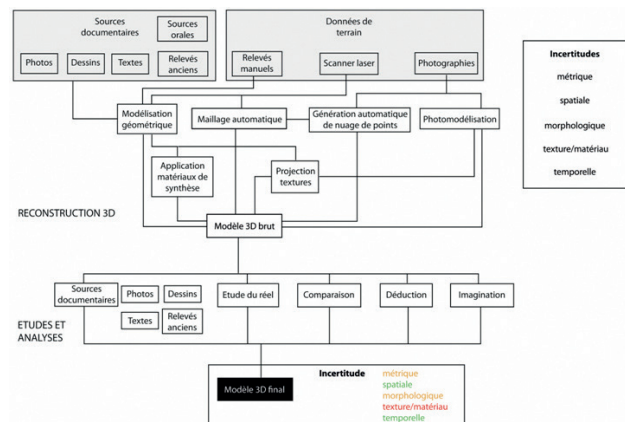 Sources
documentaires
Sources
orales
Photos
Dessins
Textes
Relevés
anciens
Données de
terrain
Relevés
manuels
Scanner laser
Photographies
Incertitudes
métrique
spatiale
morphologique
texture/matériau
temporelle
Modélisation
géométrique
Maillage automatique
Génération automatique
de nuage de points
Photomodélisation
Application
matériaux de
synthèse
Projection
textures
RECONSTRUCTION 3D
Modèle 3D brut
Sources
documentaires
Photos
Dessins
Textes
Relevés
anciens
Etude du réel
Comparaison
Déduction
Imagination
ETUDES ET
ANALYSES
Modèle 3D final
Incertitude
métrique
spatiale
morphologique
texture/matériau
temporelle